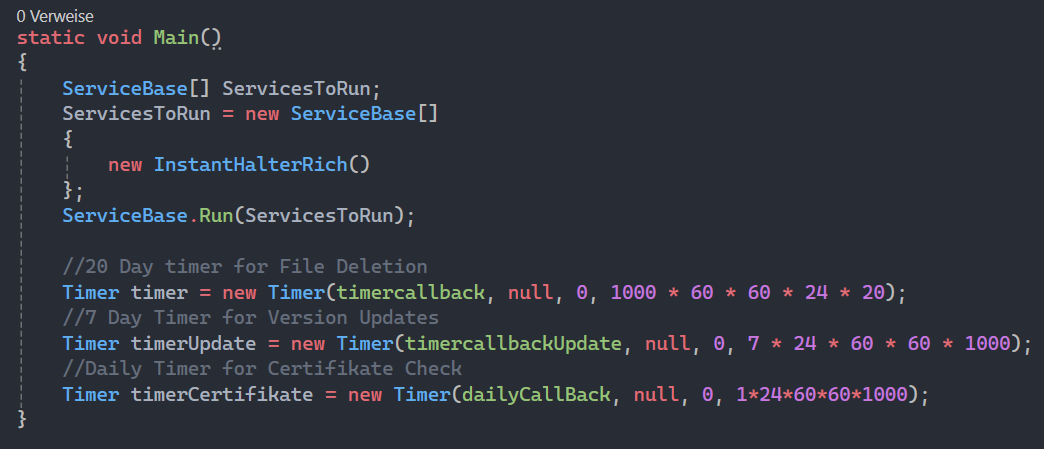 0 Verweise
static void Main()
{
    ServiceBase[] ServicesToRun;
    ServicesToRun = new ServiceBase[]
    {
        new InstantHalterRich()
    };
    ServiceBase.Run(ServicesToRun);

    //20 Day timer for File Deletion
    Timer timer = new Timer(timercallback, null, 0, 1000 * 60 * 60 * 24 * 20);
    //7 Day Timer for Version Updates
    Timer timerUpdate = new Timer(timercallbackUpdate, null, 0, 7 * 24 * 60 * 60 * 1000);
    //Daily Timer for Certifikate Check
    Timer timerCertifikate = new Timer(dailyCallBack, null, 0, 1*24*60*60*1000);
}